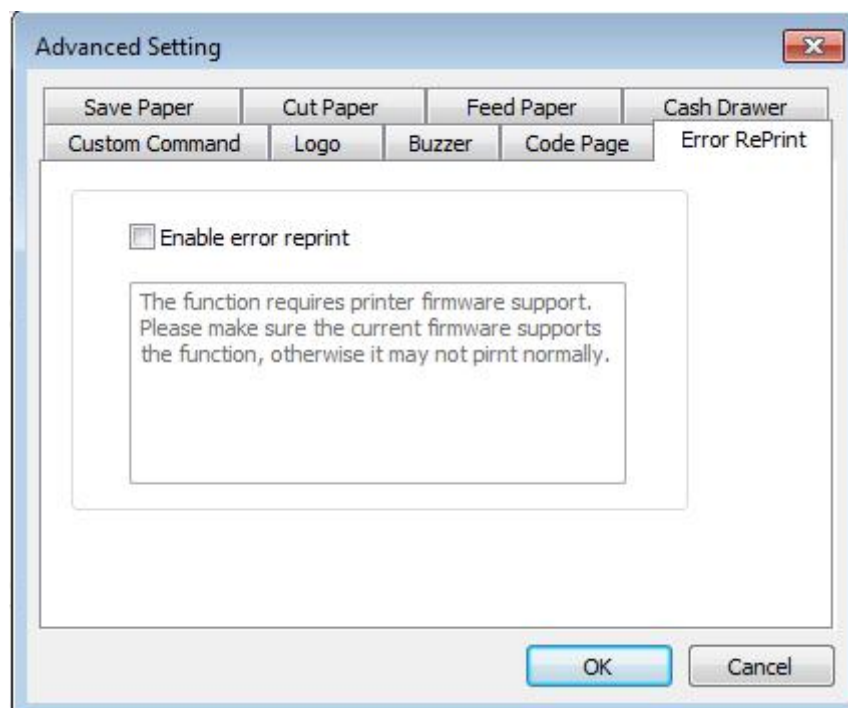 Advanced Setting
Save Paper
Cut Paper
Feed Paper
Cash Drawer
Custom Command
Logo
Buzzer
Code Page
Error RePrint
Enable error reprint
The function requires printer firmware support.
Please make sure the current firmware supports
the function, otherwise it may not pirnt normally.
OK
Cancel